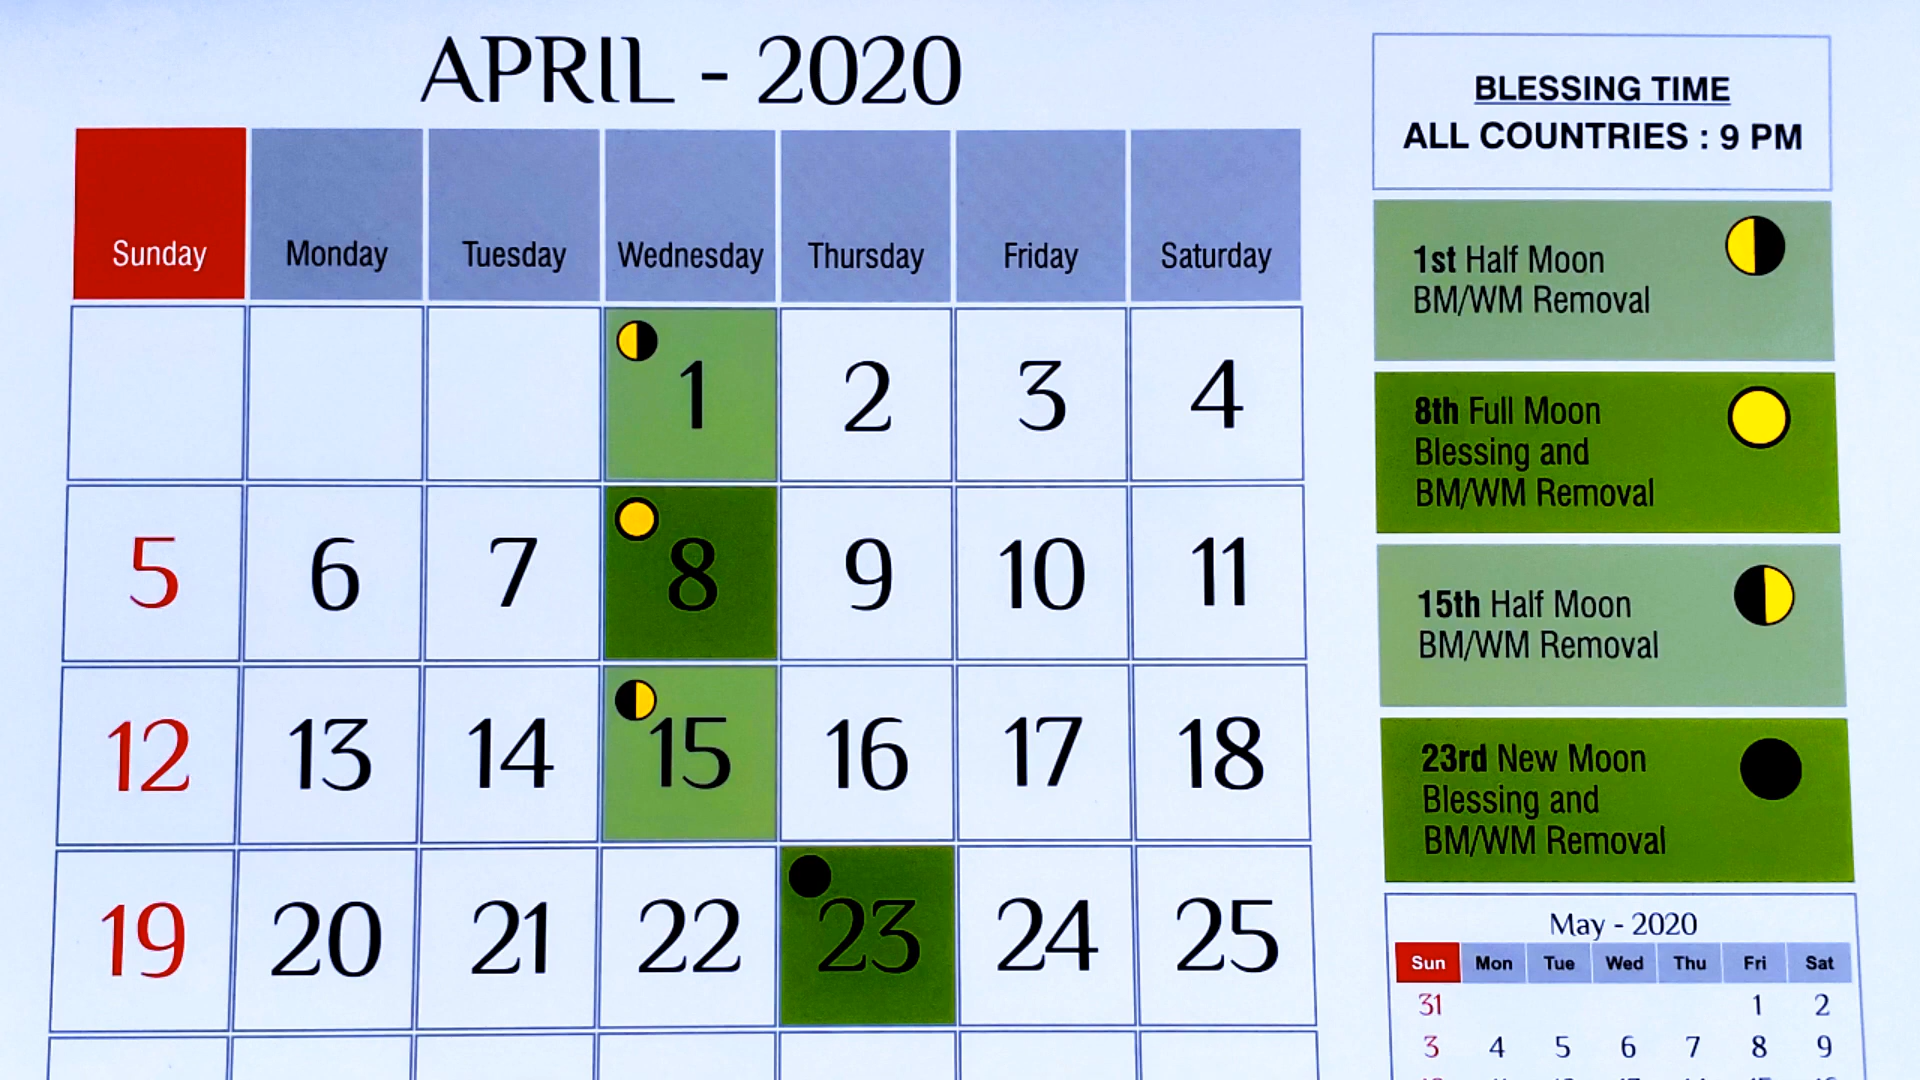 APRIL - 2020
Sunday Monday Tuesday Wednesday Thursday Friday Saturday
1 2 3 4
5 6 7 8 9 10 11
12 13 14 15 16 17 18
19 20 21 22 23 24 25
BLESSING TIME
ALL COUNTRIES : 9 PM
1st Half Moon
BM/WM Removal
8th Full Moon
Blessing and
BM/WM Removal
15th Half Moon
BM/WM Removal
23rd New Moon
Blessing and
BM/WM Removal
May - 2020
Sun Mon Tue Wed Thu Fri Sat
31 1 2
3 4 5 6 7 8 9